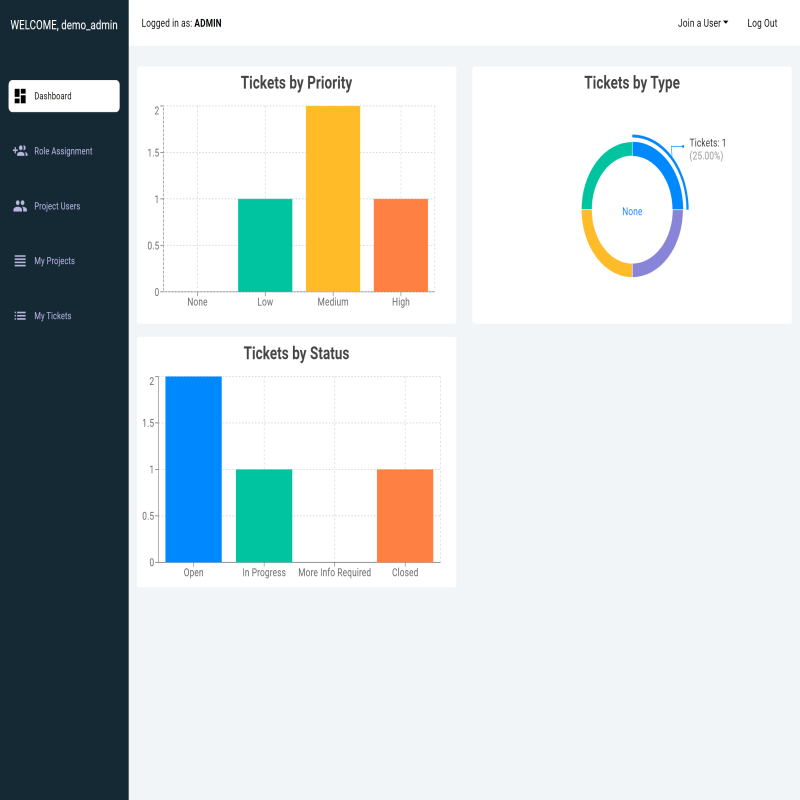 WELCOME, demo_admin
Dashboard
Role Assignment
Project Users
My Projects
My Tickets
Logged in as: ADMIN
Join a User
Log Out
Tickets by Priority
2
1.5
1
0.5
0
None Low Medium High
Tickets by Type
Tickets: 1
(25.00%)
None
Tickets by Status
2
1.5
1
0.5
0
Open In Progress More Info Required Closed